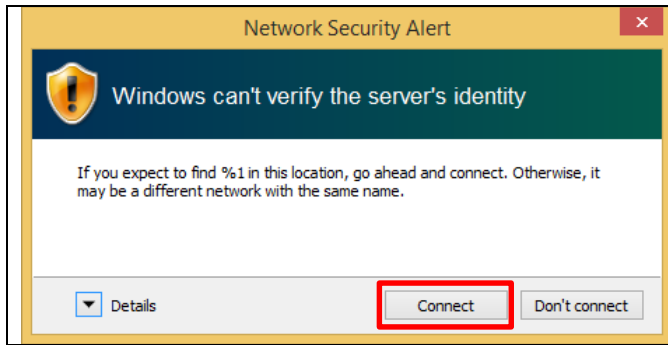 Network Security Alert
Windows can't verify the server's identity
If you expect to find %1 in this location, go ahead and connect. Otherwise, it
may be a different network with the same name.
Details Connect Don't connect